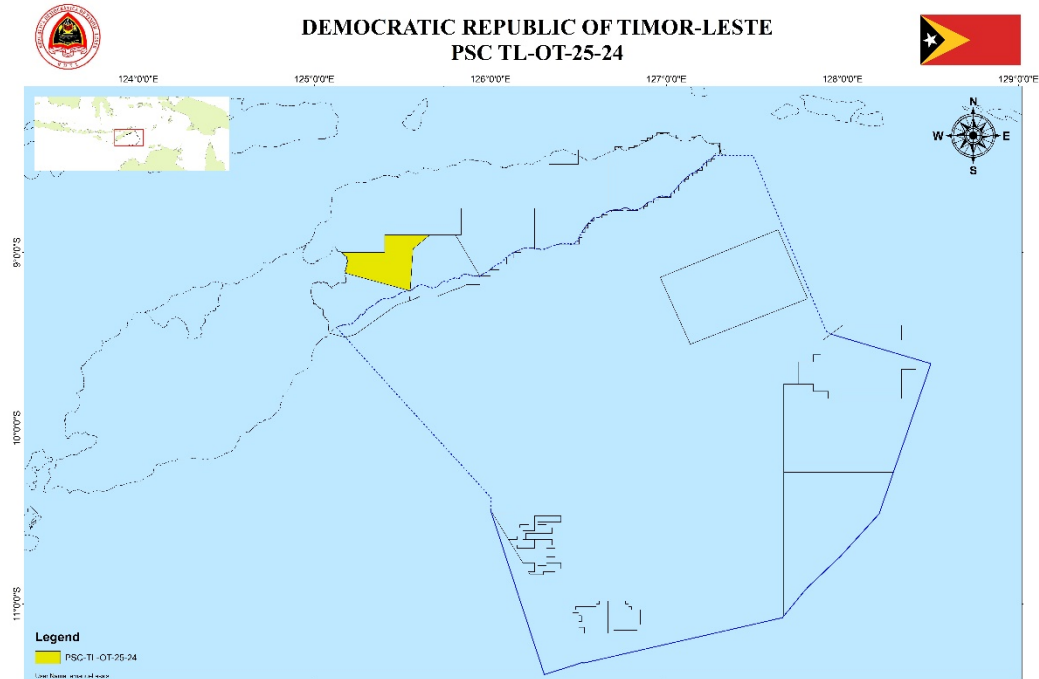 DEMOCRATIC REPUBLIC OF TIMOR-LESTE
PSC TL-OT-25-24
124°0'0"E 125°0'0"E 126°0'0"E 127°0'0"E 128°0'0"E 129°0'0"E
N
W E
S
9°0'0"S
10°0'0"S
11°0'0"S
Legend
PSC-TL-OT-25-24
User Name